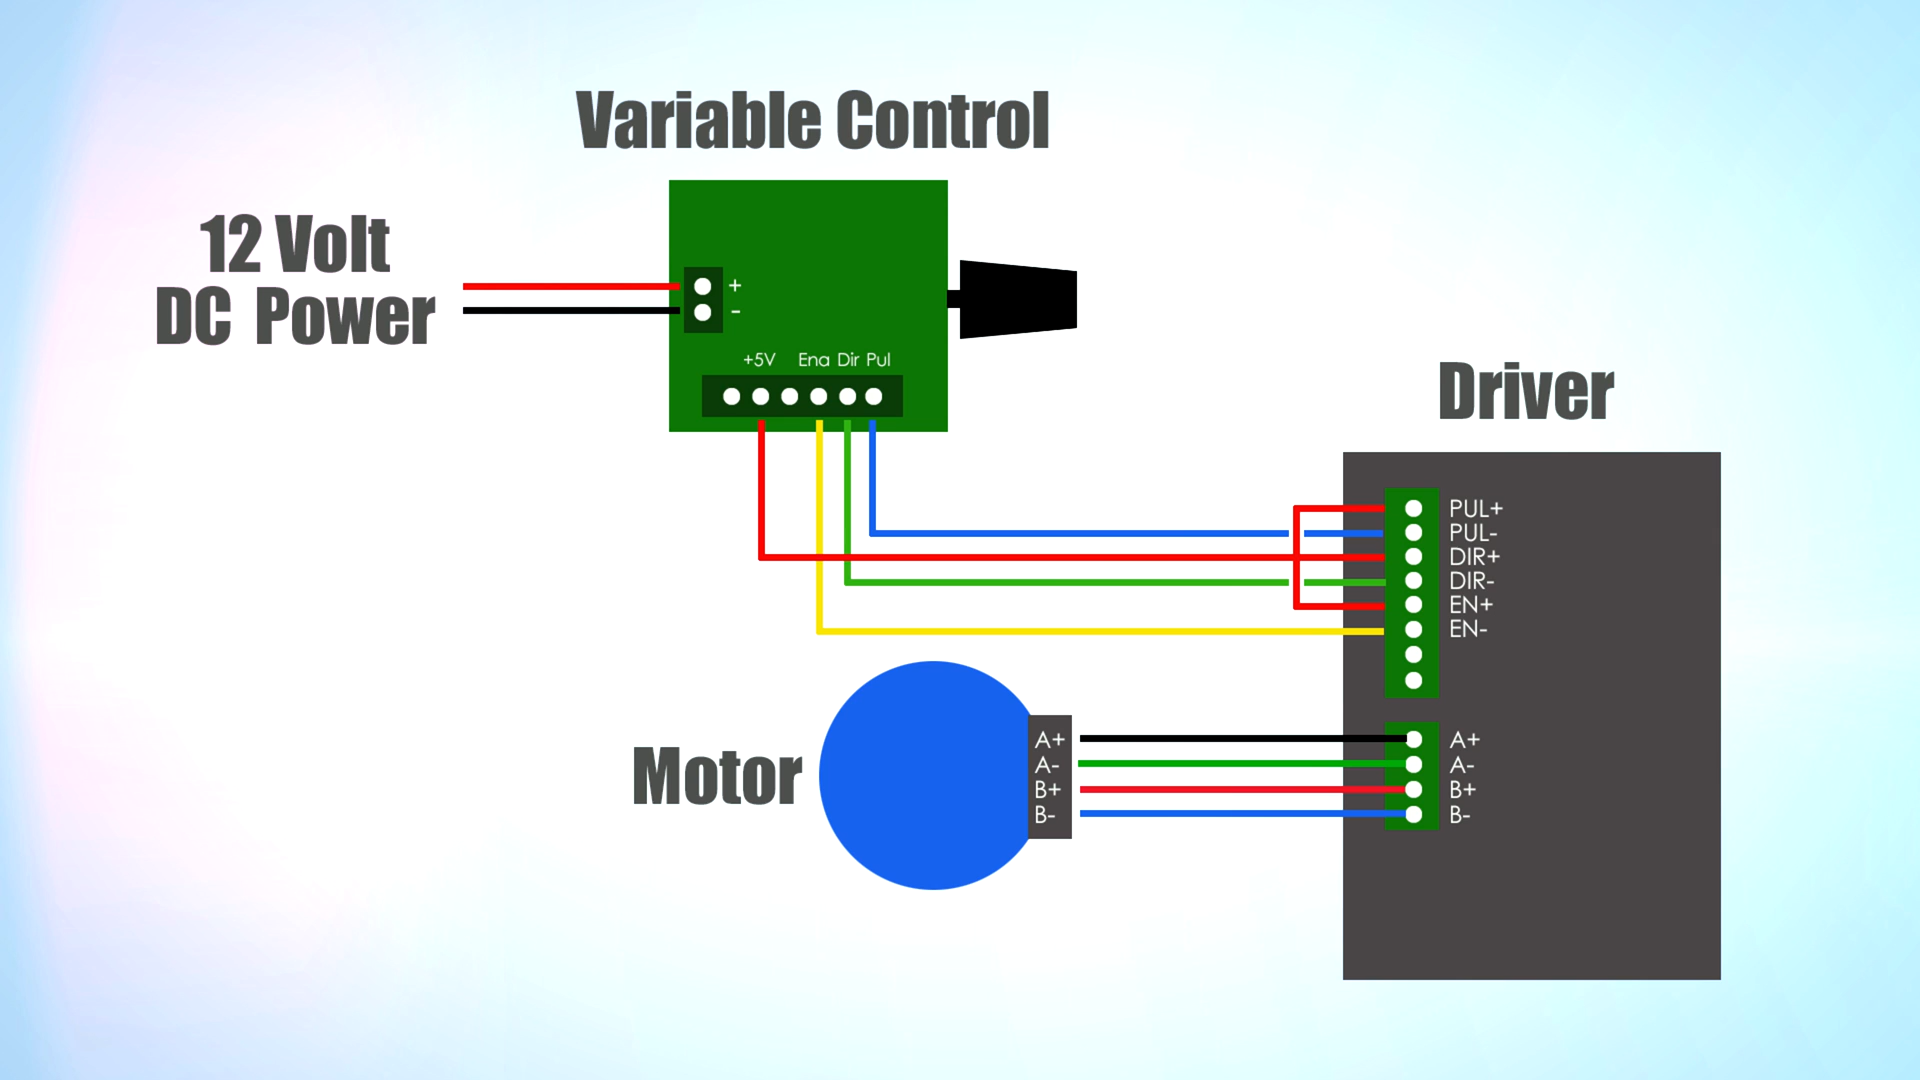 Variable Control
12 Volt
DC Power
+
-
+5V Ena Dir Pul
Driver
PUL+
PUL-
DIR+
DIR-
EN+
EN-
Motor
A+
A-
B+
B-
A+
A-
B+
B-